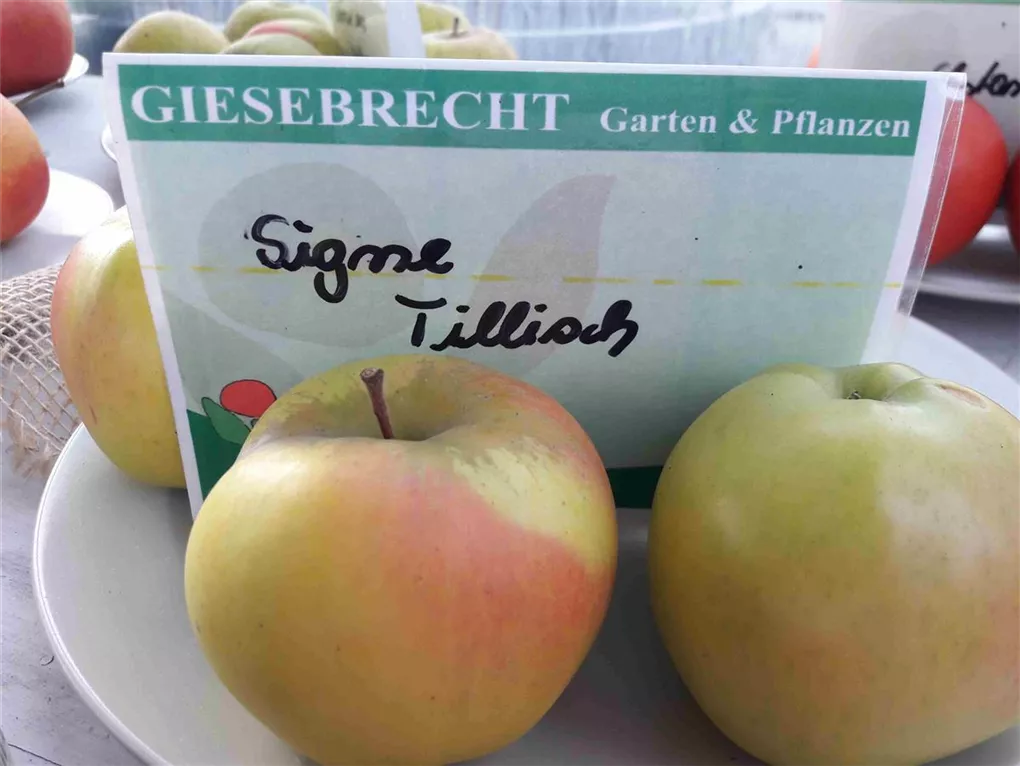 GIESEBRECHT Garten & Pflanzen
Signe
Tillisch